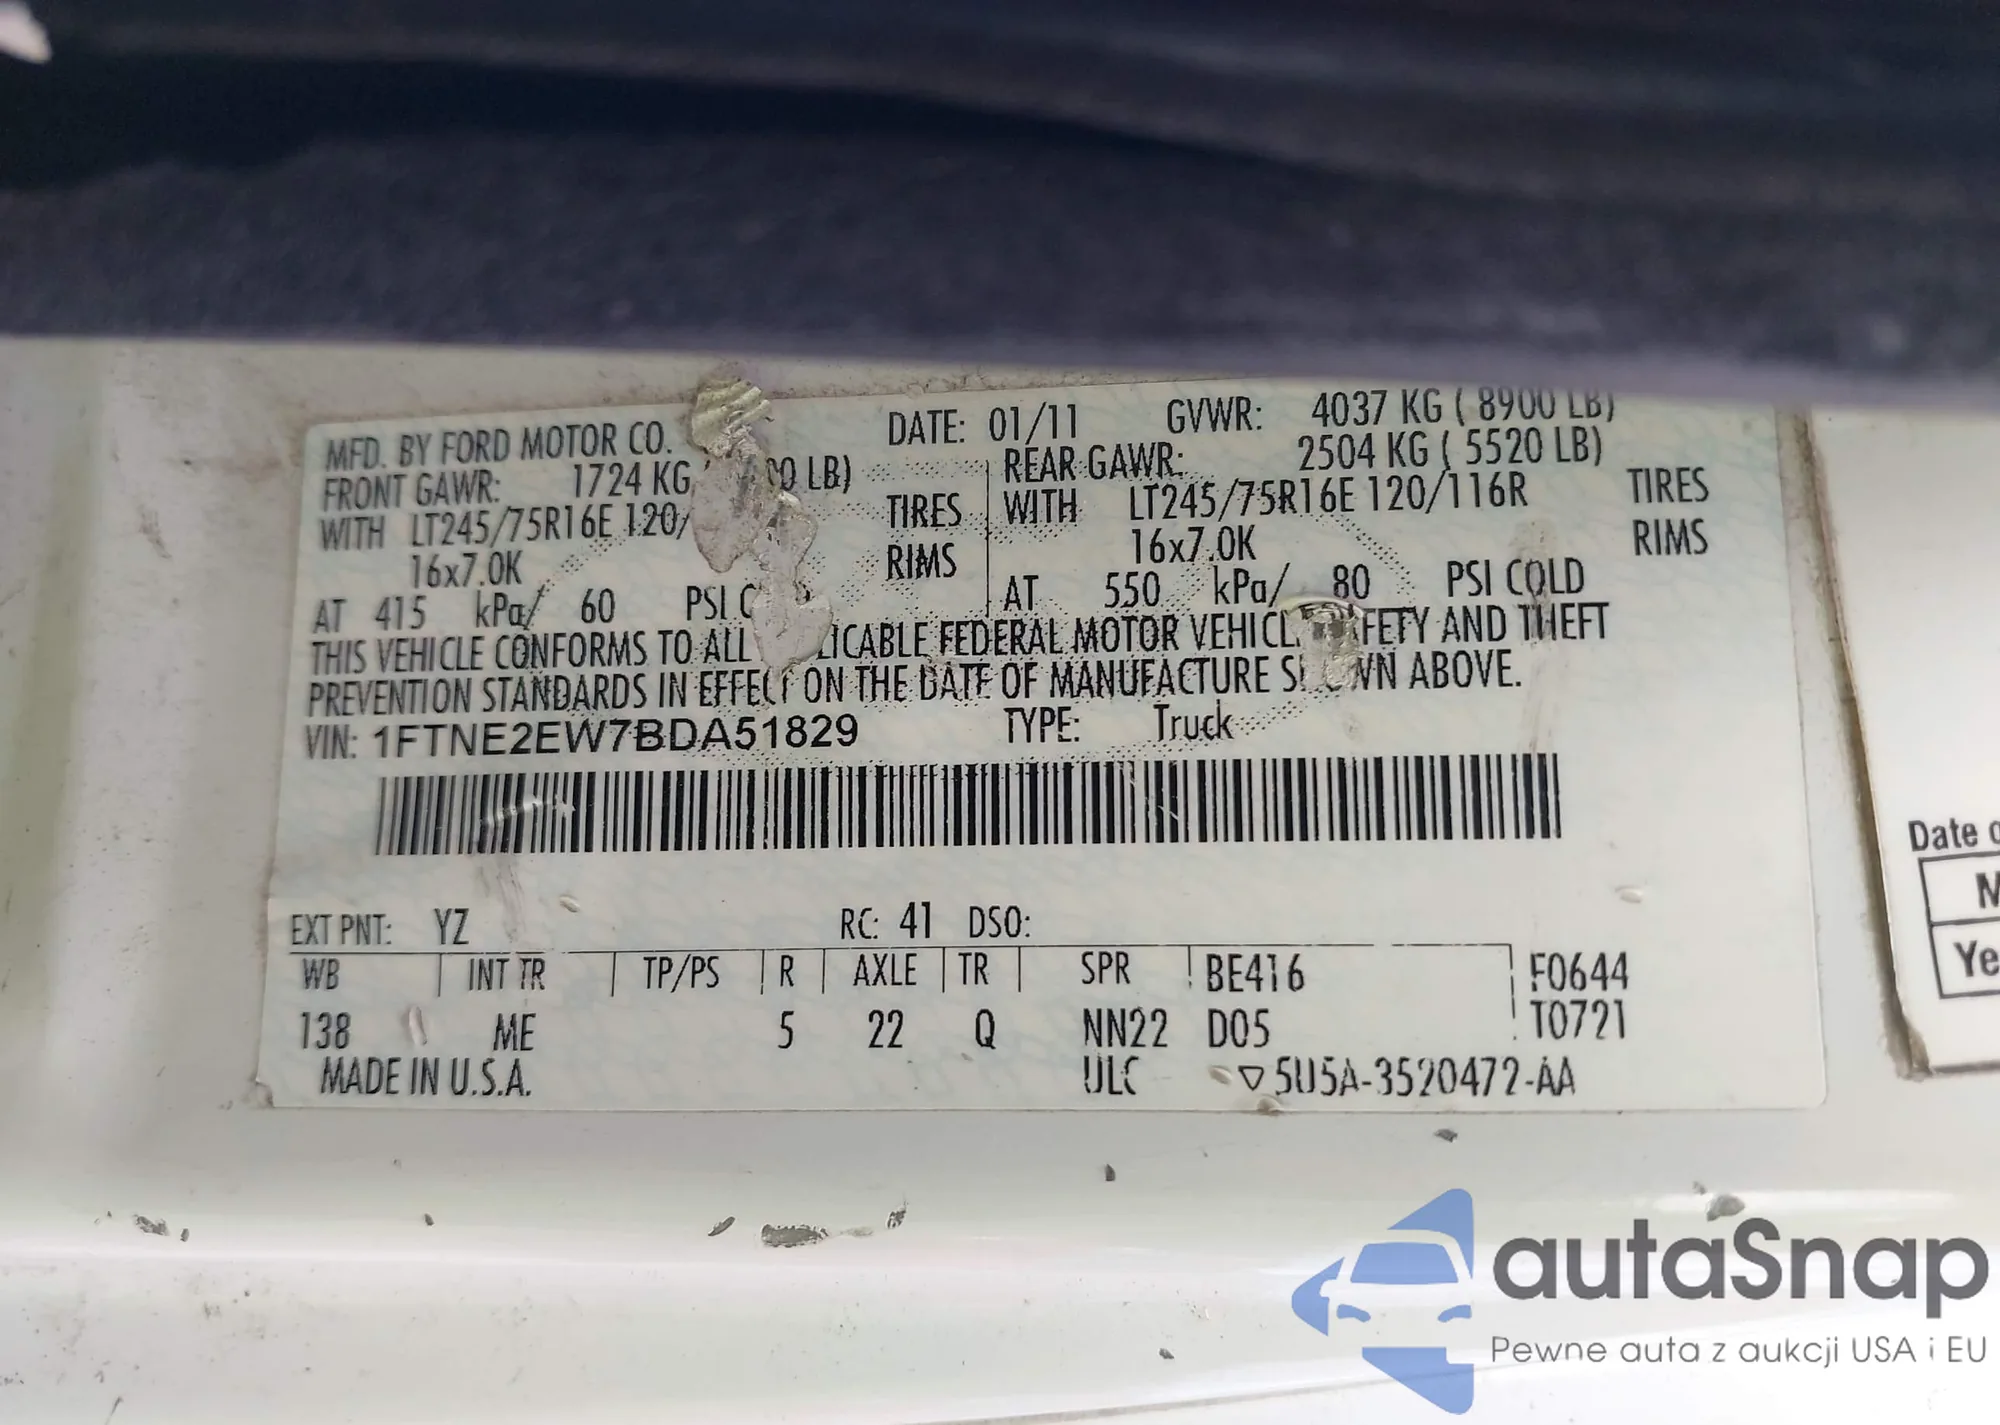 MFD. BY FORD MOTOR CO.
DATE: 01/11
GVWR: 4037 KG ( 8900 LB)
FRONT GAWR: 1724 KG LB)
REAR GAWR: 2504 KG ( 5520 LB)
WITH LT245/75R16E 120/ TIRES
WITH LT245/75R16E 120/116R TIRES
16x7.0K RIMS
16x7.0K RIMS
AT 415 kPa/ 60 PSI
AT 550 kPa/ 80 PSI COLD
THIS VEHICLE CONFORMS TO ALL FEDERAL MOTOR AND THEFT
PREVENTION STANDARDS IN EFFECT ON THE DATE OF MANUFACTURE ABOVE.
VIN: 1FTNE2EW7BDA51829 TYPE: Truck
EXT PNT: YZ RC: 41 DSO:
WB INT TR TP/PS R AXLE TR SPR BE416 F0644
138 ME 5 22 Q NN22 D05 T0721
MADE IN U.S.A. ULC ▽5U5A-3520472-AA
Date
autaSnap
Pewne auta z aukcji USA i EU